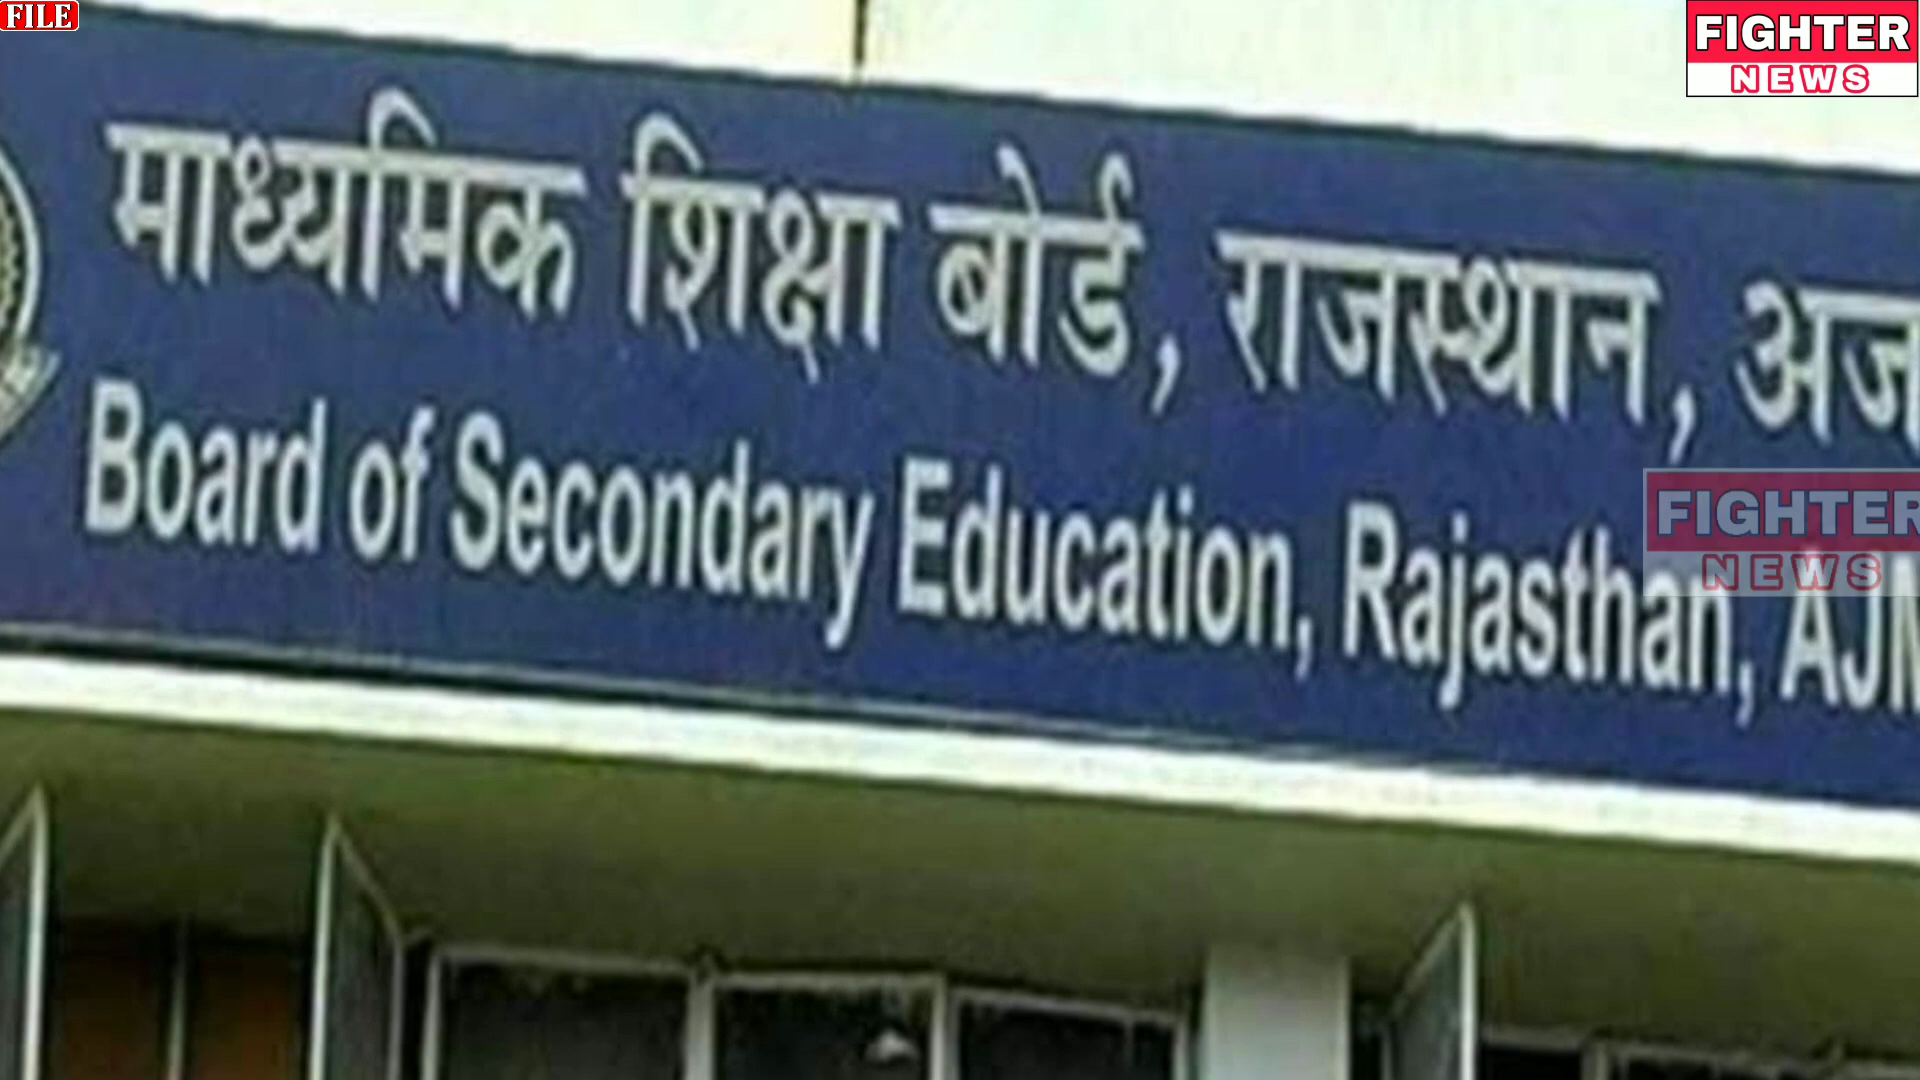 FILE
FIGHTER
NEWS
माध्यमिक शिक्षा बोर्ड, राजस्थान, अज
Board of Secondary Education, Rajasthan, AJM
FIGHTER
NEWS